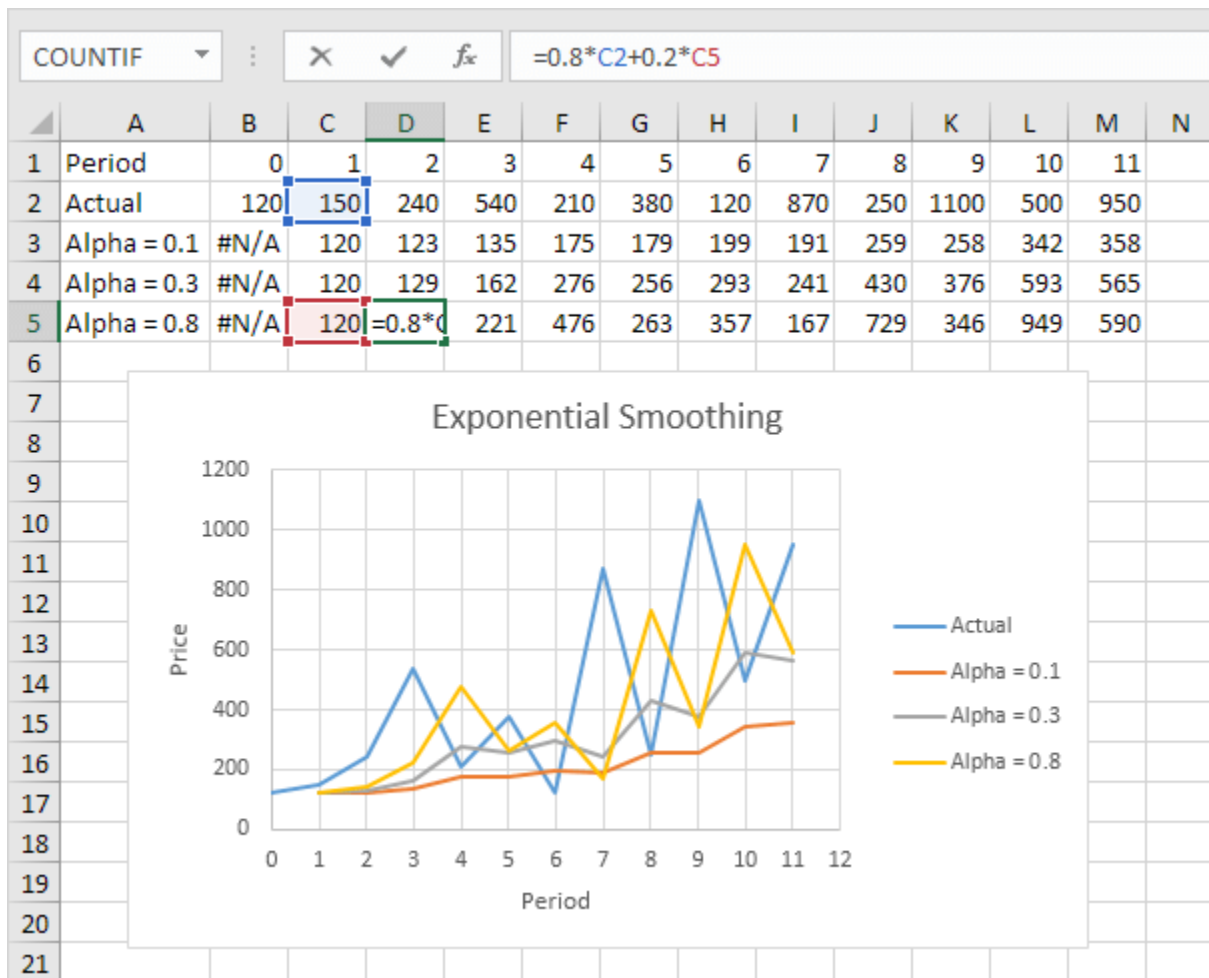 COUNTIF fx =0.8*C2+0.2*C5
A B C D E F G H I J K L M N
1 Period 0 1 2 3 4 5 6 7 8 9 10 11
2 Actual 120 150 240 540 210 380 120 870 250 1100 500 950
3 Alpha = 0.1 #N/A 120 123 135 175 179 199 191 259 258 342 358
4 Alpha = 0.3 #N/A 120 129 162 276 256 293 241 430 376 593 565
5 Alpha = 0.8 #N/A 120 =0.8*C 221 476 263 357 167 729 346 949 590
6
7
8
9
10
11
12
13
14
15
16
17
18
19
20
21
Exponential Smoothing
1200
1000
800
600
400
200
0
Price
0 1 2 3 4 5 6 7 8 9 10 11 12
Period
Actual
Alpha = 0.1
Alpha = 0.3
Alpha = 0.8